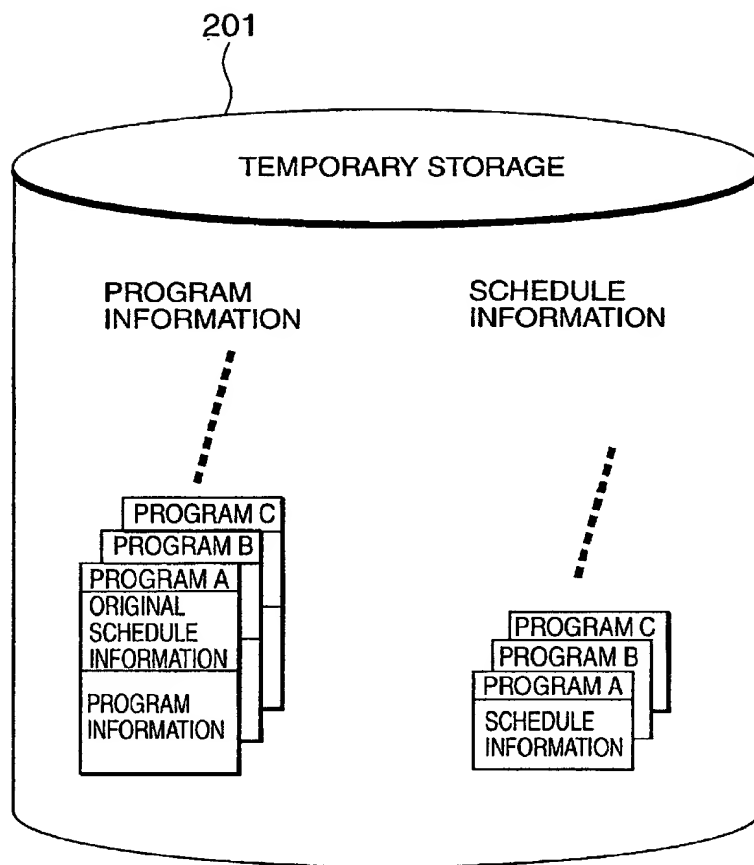 201
TEMPORARY STORAGE
PROGRAM
INFORMATION
PROGRAM C
PROGRAM B
PROGRAM A
ORIGINAL
SCHEDULE
INFORMATION
PROGRAM
INFORMATION
SCHEDULE
INFORMATION
PROGRAM C
PROGRAM B
PROGRAM A
SCHEDULE
INFORMATION